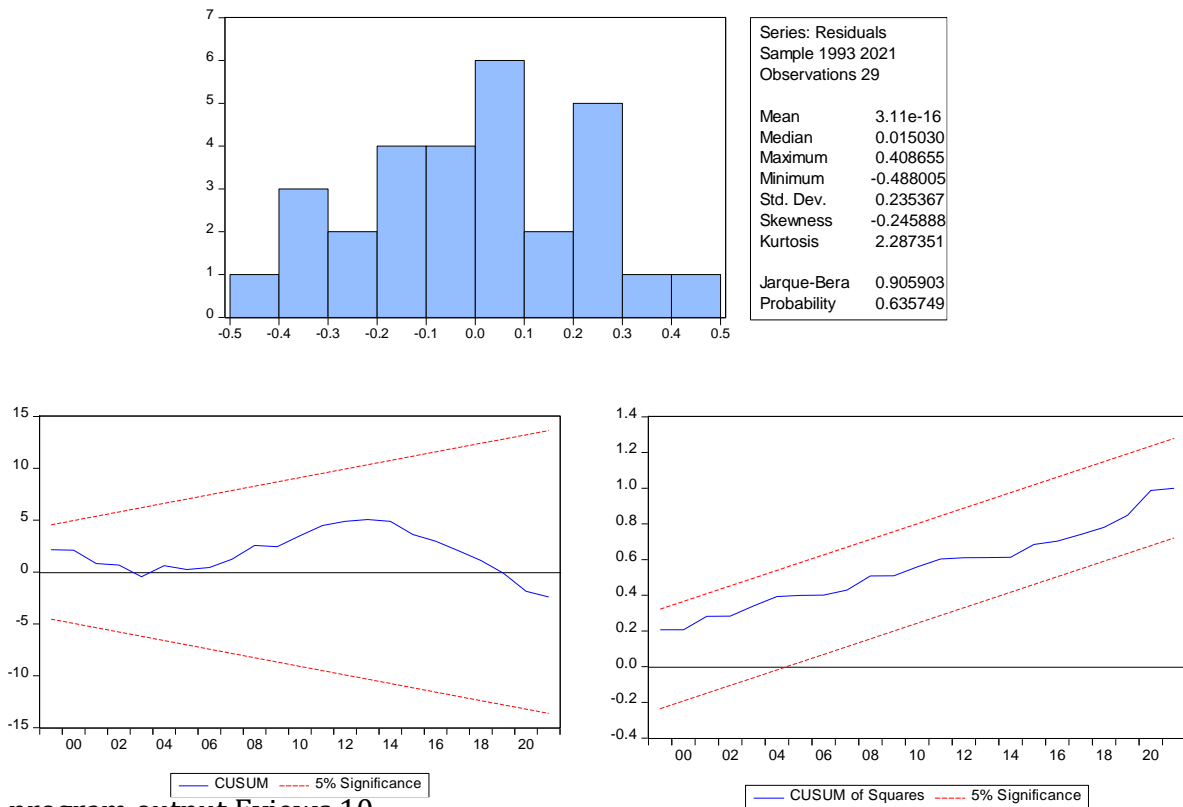 7
6
5
4
3
2
1
0
-0.5 -0.4 -0.3 -0.2 -0.1 0.0 0.1 0.2 0.3 0.4 0.5
Series: Residuals
Sample 1993 2021
Observations 29
Mean 3.11e-16
Median 0.015030
Maximum 0.408655
Minimum -0.488005
Std. Dev. 0.235367
Skewness -0.245888
Kurtosis 2.287351
Jarque-Bera 0.905903
Probability 0.635749
15
10
5
0
-5
-10
-15
00 02 04 06 08 10 12 14 16 18 20
CUSUM 5% Significance
1.4
1.2
1.0
0.8
0.6
0.4
0.2
0.0
-0.2
-0.4
00 02 04 06 08 10 12 14 16 18 20
CUSUM of Squares 5% Significance
program output Eviews 10